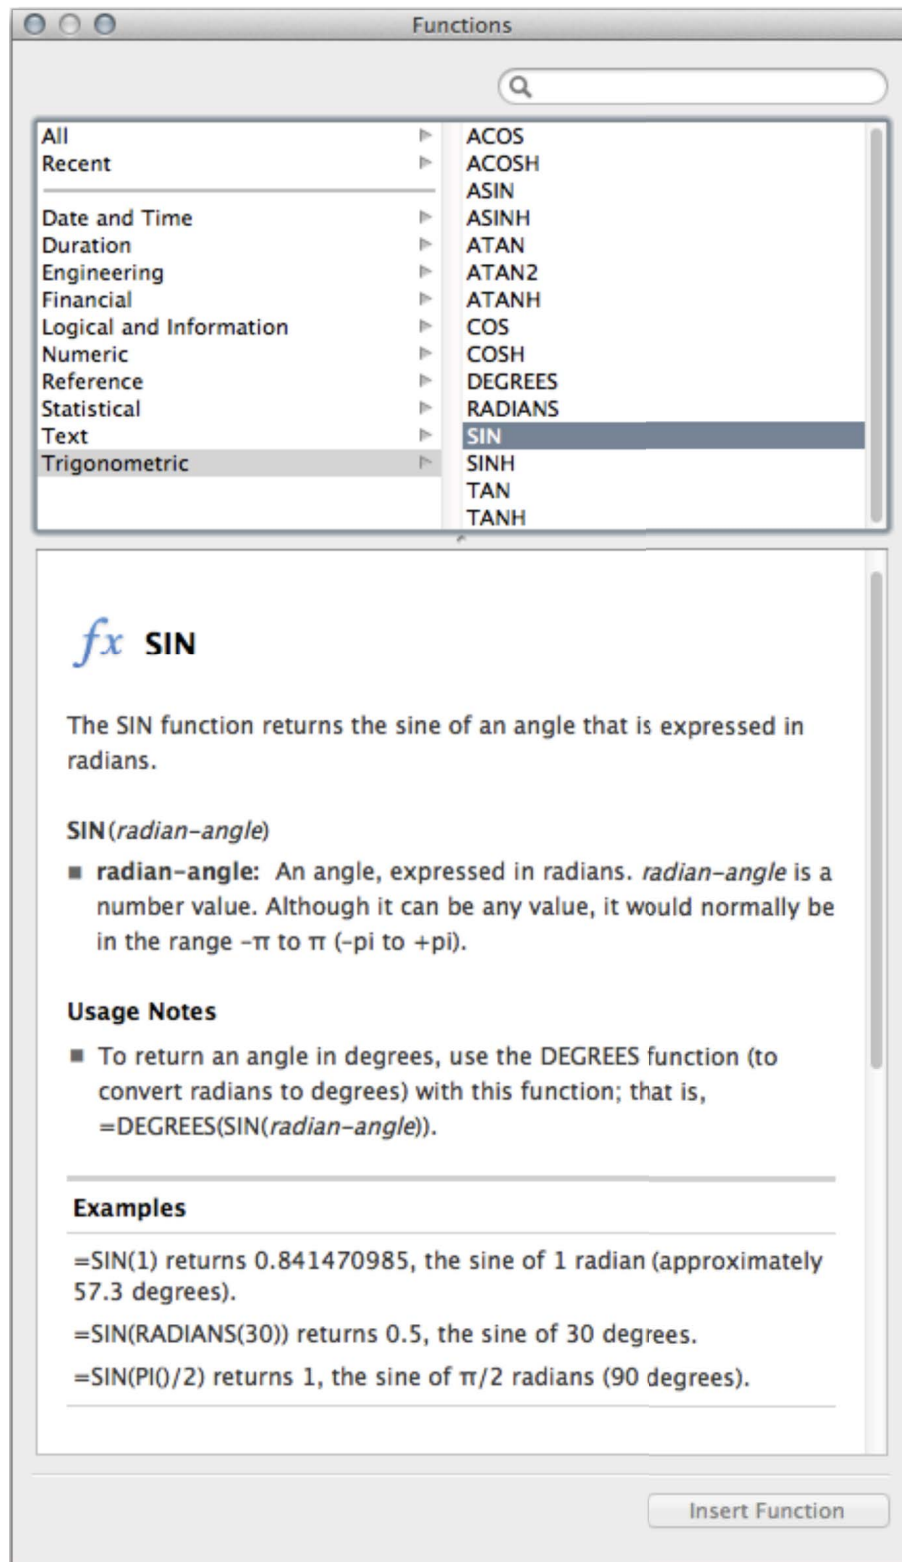 Functions
All
Recent
Date and Time
Duration
Engineering
Financial
Logical and Information
Numeric
Reference
Statistical
Text
Trigonometric
ACOS
ACOSH
ASIN
ASINH
ATAN
ATAN2
ATANH
COS
COSH
DEGREES
RADIANS
SIN
SINH
TAN
TANH
fx SIN
The SIN function returns the sine of an angle that is expressed in
radians.
SIN(radian-angle)
■ radian-angle: An angle, expressed in radians. radian-angle is a
number value. Although it can be any value, it would normally be
in the range -π to π (-pi to +pi).
Usage Notes
■ To return an angle in degrees, use the DEGREES function (to
convert radians to degrees) with this function; that is,
=DEGREES(SIN(radian-angle)).
Examples
=SIN(1) returns 0.841470985, the sine of 1 radian (approximately
57.3 degrees).
=SIN(RADIANS(30)) returns 0.5, the sine of 30 degrees.
=SIN(PI()/2) returns 1, the sine of π/2 radians (90 degrees).
Insert Function